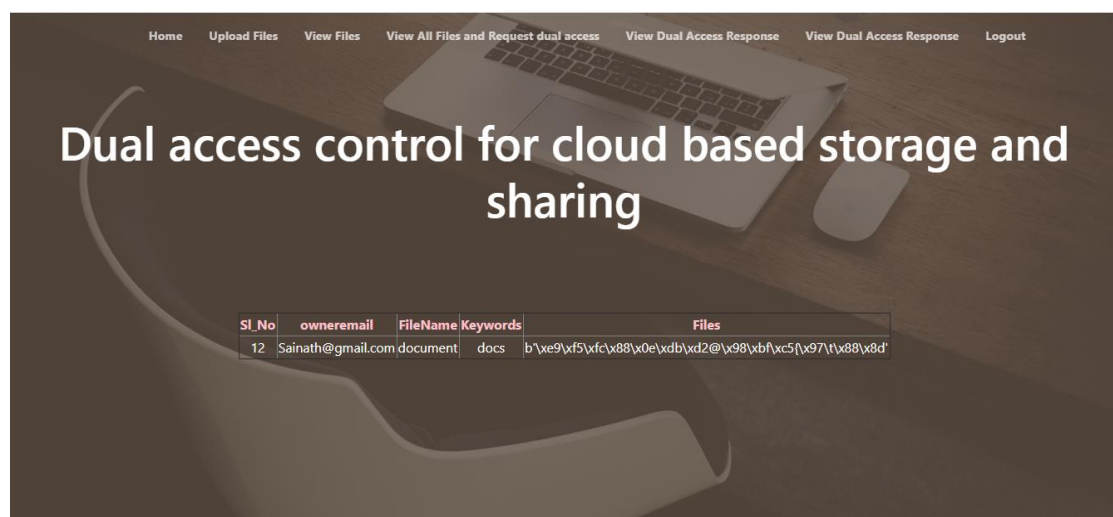 Home Upload Files View Files View All Files and Request dual access View Dual Access Response View Dual Access Response Logout
Dual access control for cloud based storage and
sharing
Sl_No owneremail FileName Keywords Files
12 Sainath@gmail.com document docs b'\xe9\xf5\xfc\x88\x0e\xdb\xd2@\x98\xbf\xc5{\x97\t\x88\x8d'